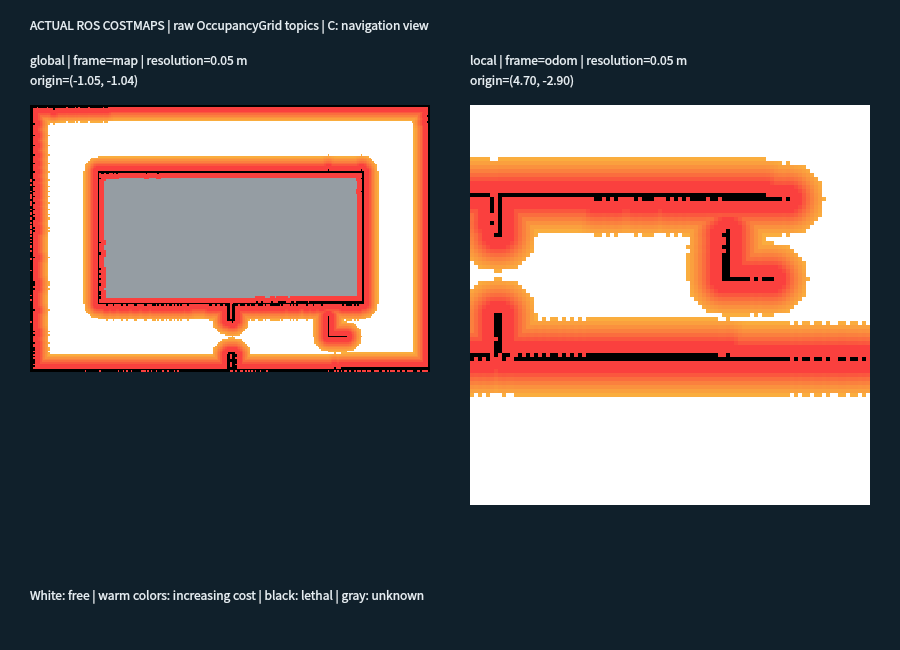 ACTUAL ROS COSTMAPS | raw OccupancyGrid topics | C: navigation view
global | frame=map | resolution=0.05 m
origin=(-1.05, -1.04)
local | frame=odom | resolution=0.05 m
origin=(4.70, -2.90)
White: free | warm colors: increasing cost | black: lethal | gray: unknown